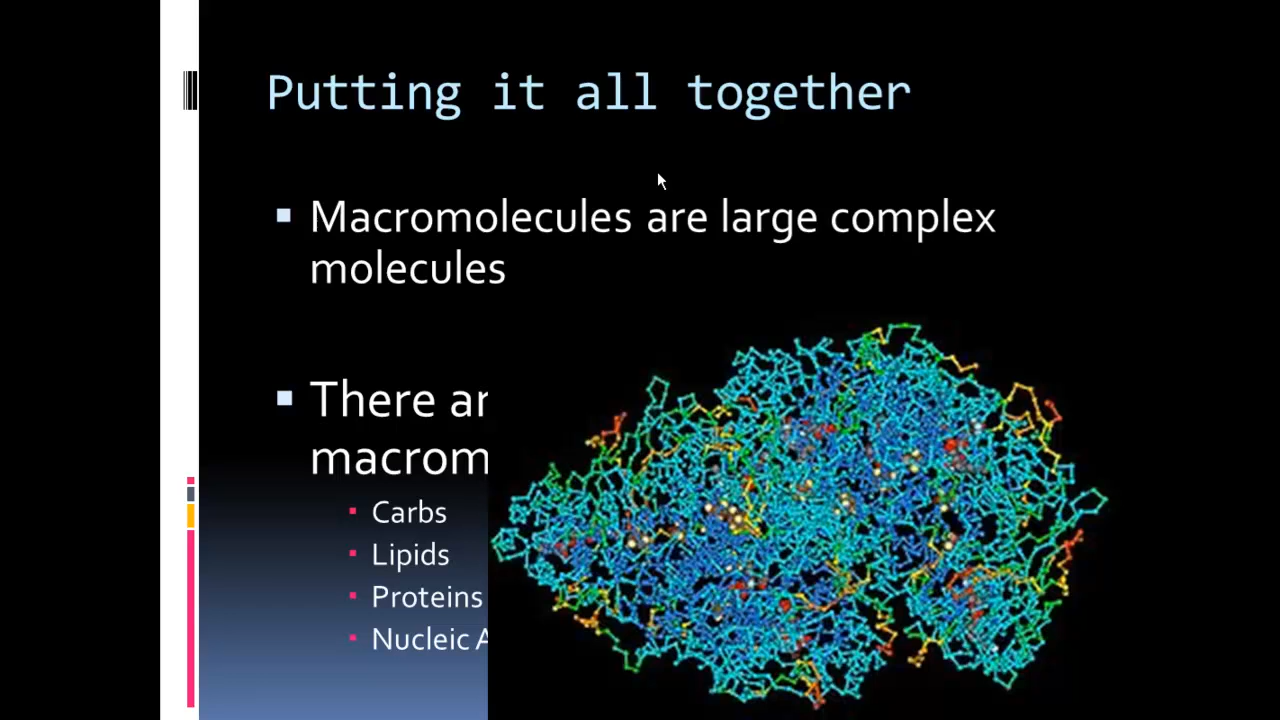 Putting it all together
Macromolecules are large complex
molecules
There ar
macrom
Carbs
Lipids
Proteins
Nucleic A